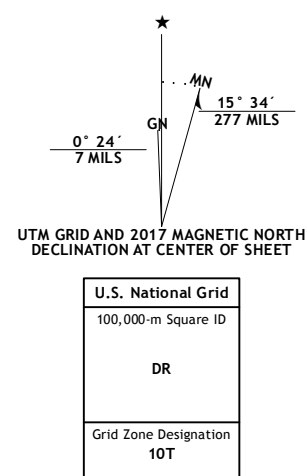 MN
GN
15° 34´
277 MILS
0° 24´
7 MILS
UTM GRID AND 2017 MAGNETIC NORTH
DECLINATION AT CENTER OF SHEET
U.S. National Grid
100,000-m Square ID
DR
Grid Zone Designation
10T